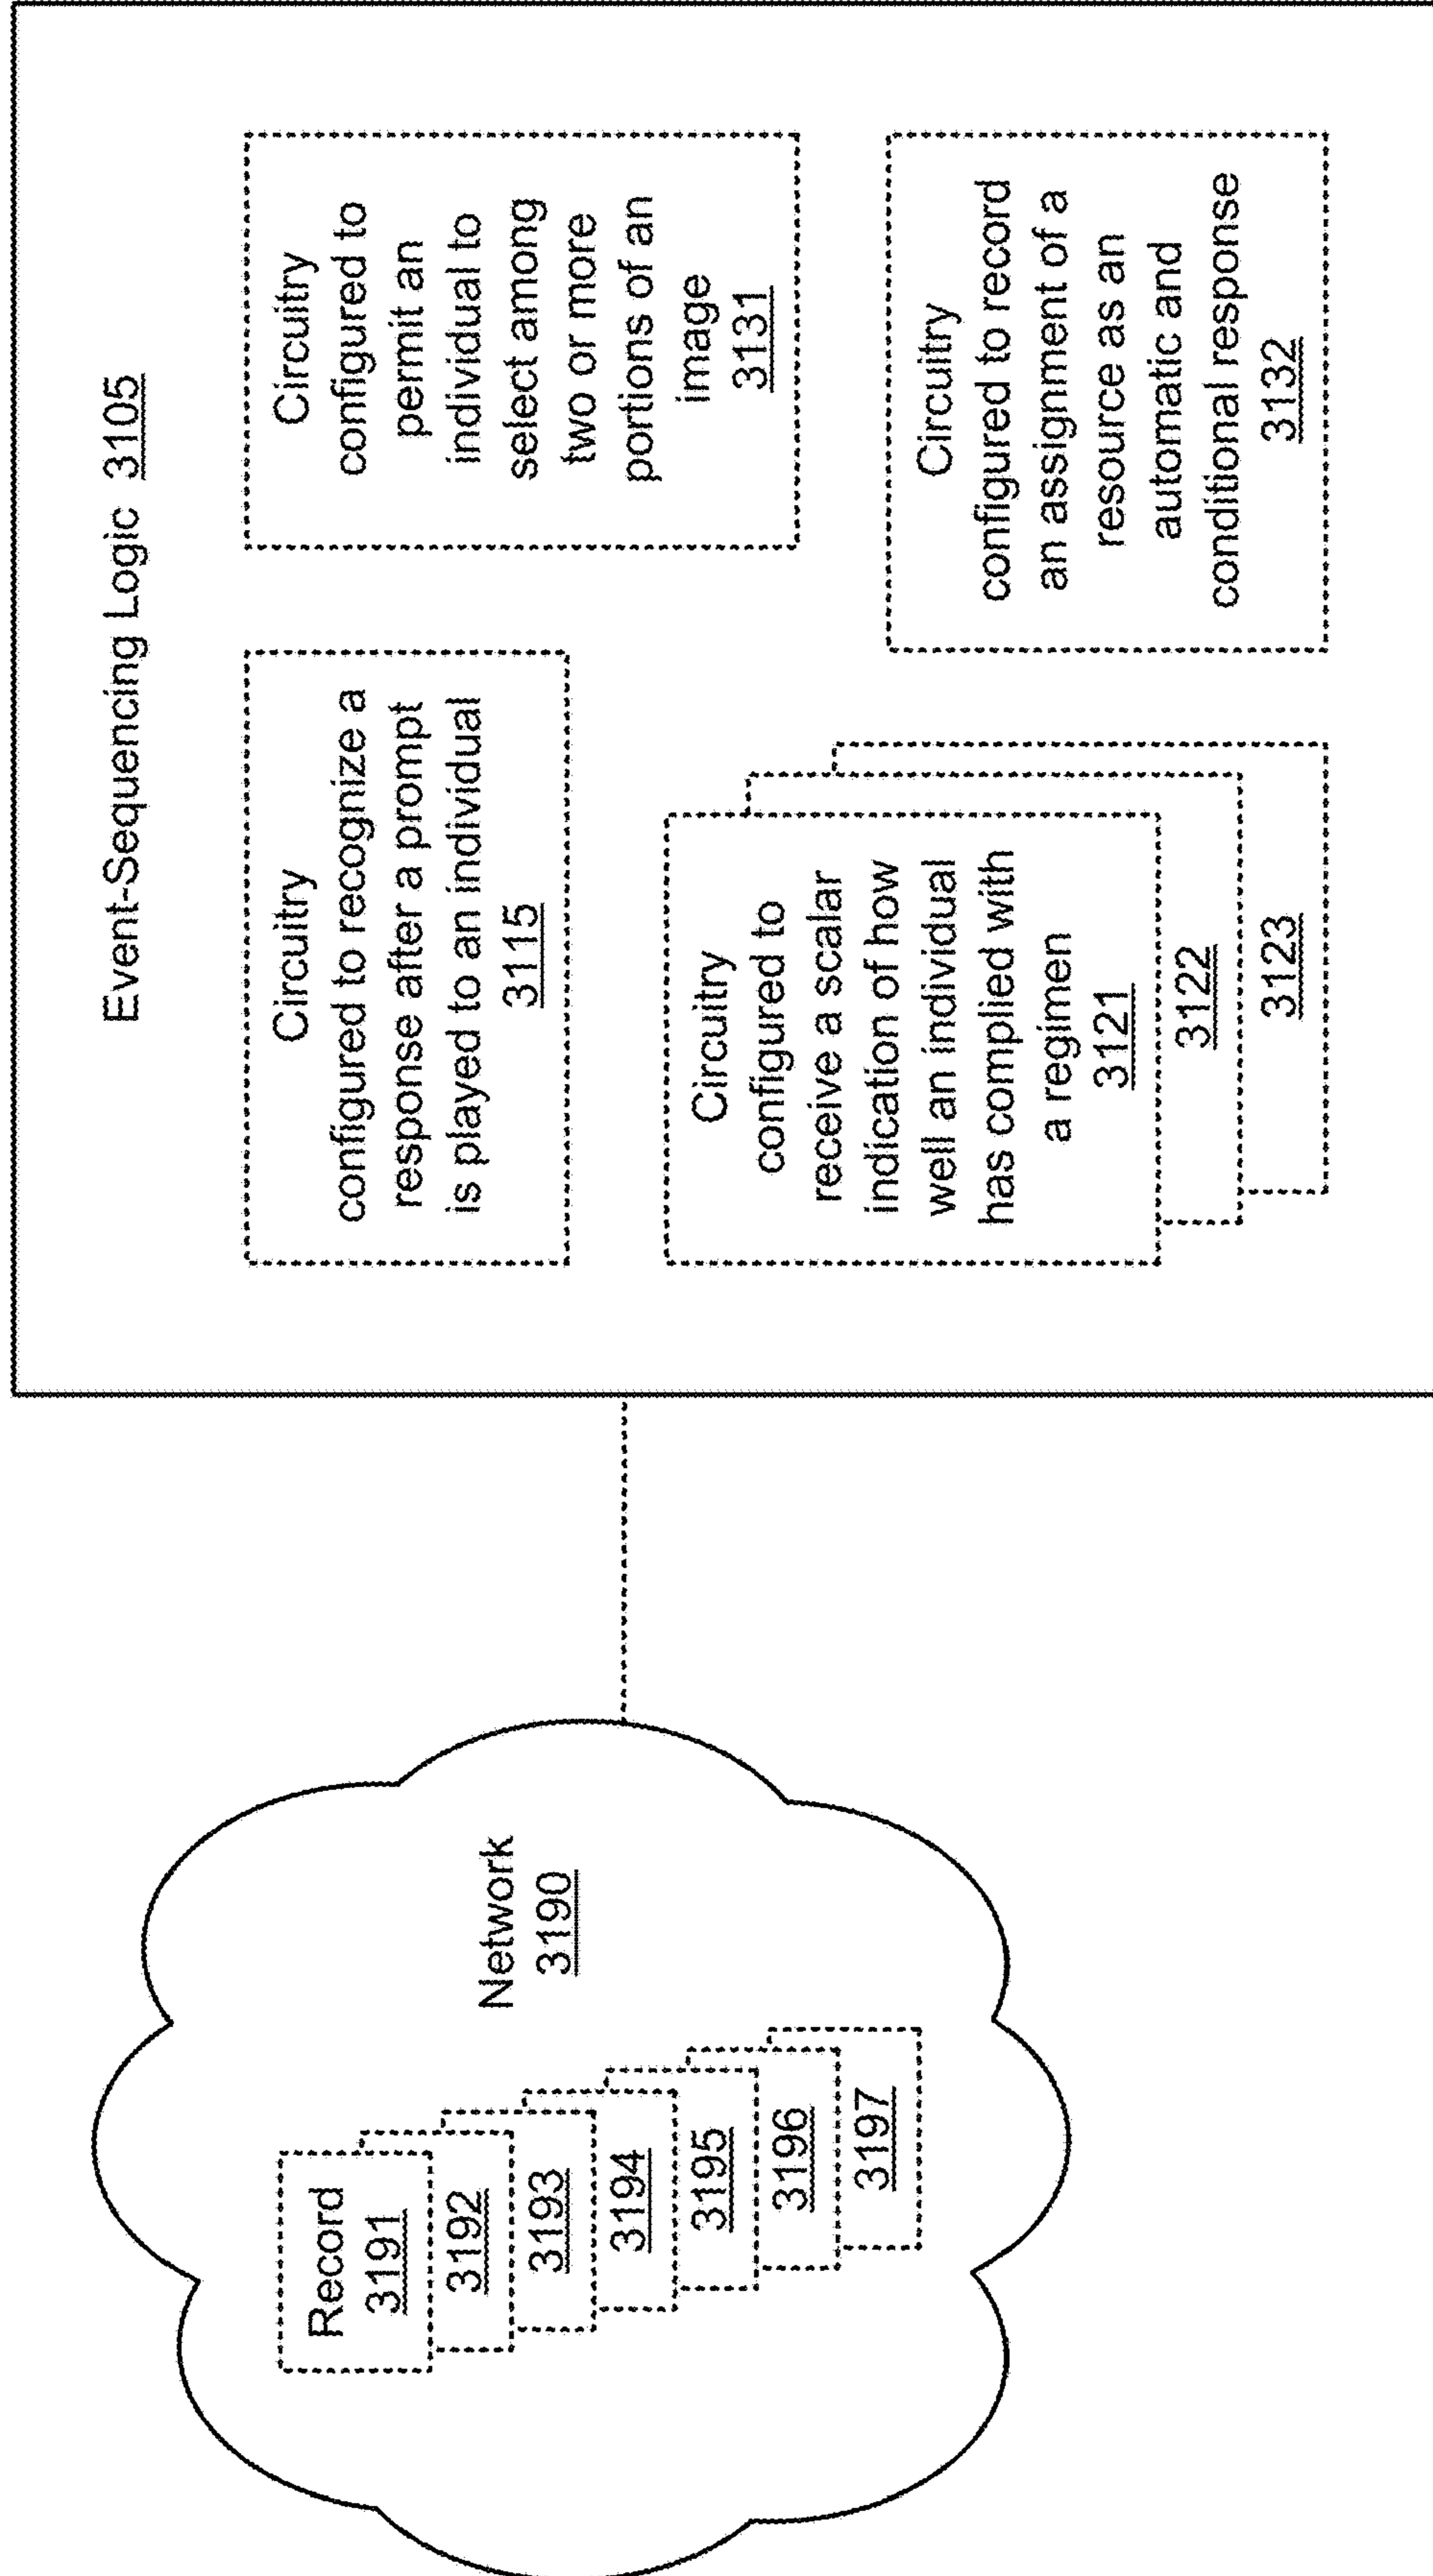 Event-Sequencing Logic 3105
Circuitry
configured to recognize a
response after a prompt
is played to an individual
3115
Circuitry
configured to
permit an
individual to
select among
two or more
portions of an
image
3131
Circuitry
configured to
receive a scalar
indication of how
well an individual
has complied with
a regimen
3121
3122
3123
Circuitry
configured to record
an assignment of a
resource as an
automatic and
conditional response
3132
Network
3190
Record
3191
3192
3193
3194
3195
3196
3197